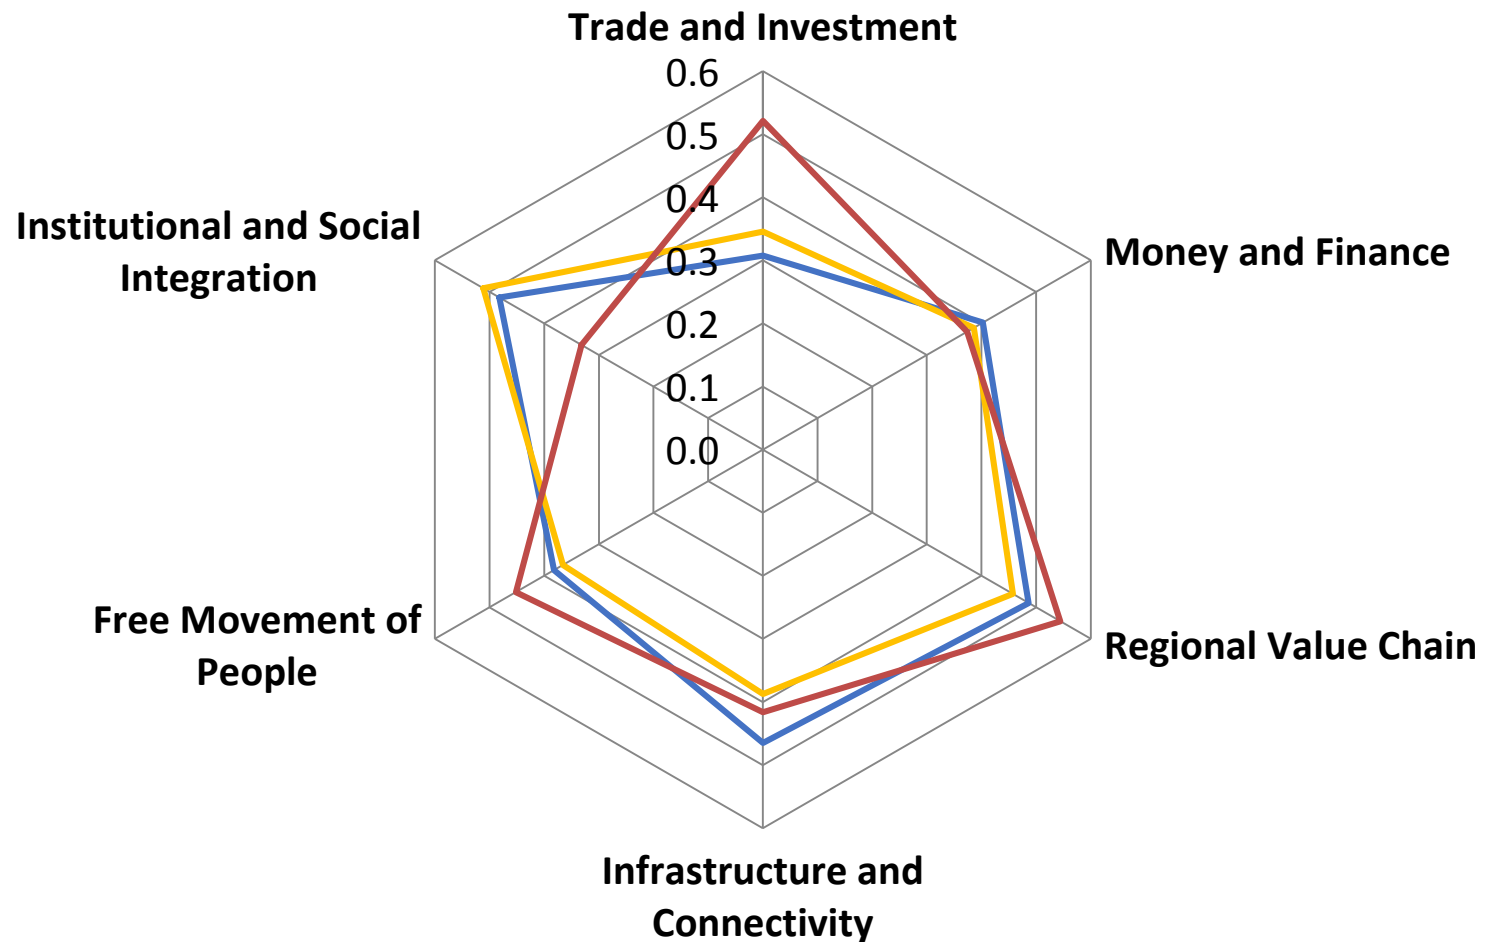 Trade and Investment
0.6
0.5
0.4
0.3
0.2
0.1
0.0
Money and Finance
Regional Value Chain
Infrastructure and
Connectivity
Free Movement of
People
Institutional and Social
Integration